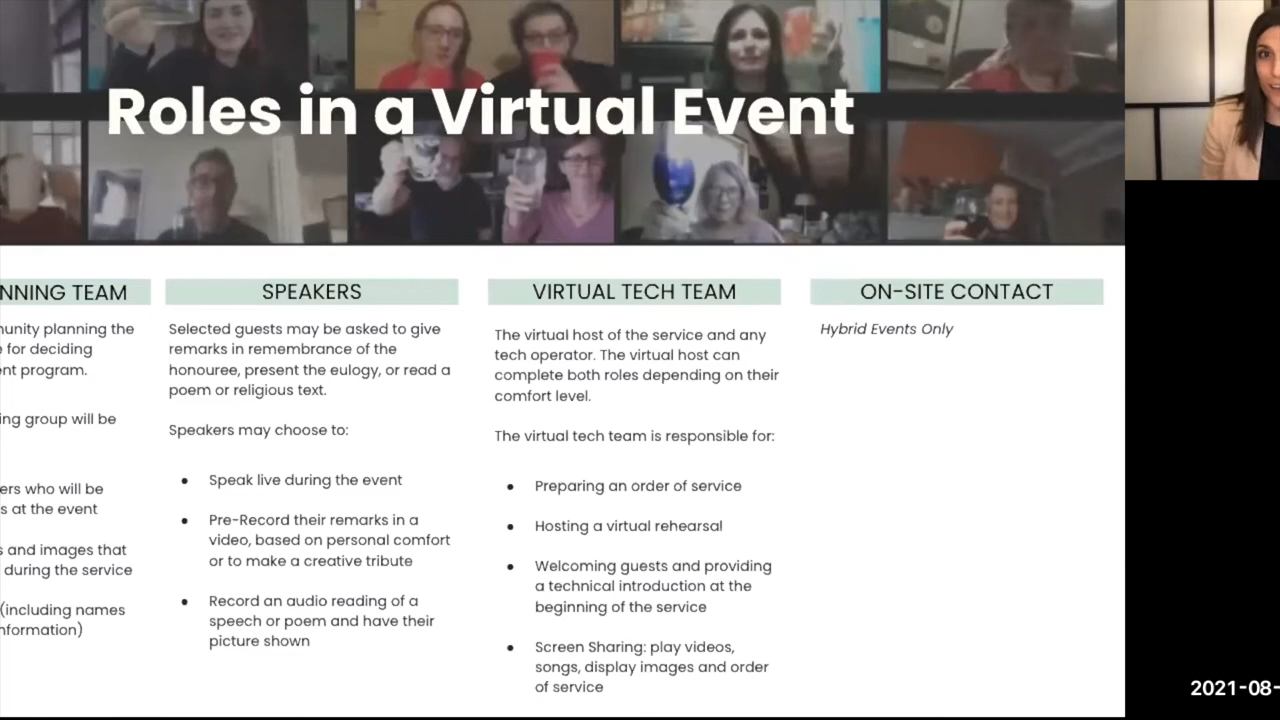 Roles in a Virtual Event
NNING TEAM
unity planning the
for deciding
nt program.
ing group will be
ers who will be
s at the event
s and images that
during the service
(including names
nformation)
SPEAKERS
Selected guests may be asked to give
remarks in remembrance of the
honouree, present the eulogy, or read a
poem or religious text.
Speakers may choose to:
● Speak live during the event
● Pre-Record their remarks in a
video, based on personal comfort
or to make a creative tribute
● Record an audio reading of a
speech or poem and have their
picture shown
VIRTUAL TECH TEAM
The virtual host of the service and any
tech operator. The virtual host can
complete both roles depending on their
comfort level.
The virtual tech team is responsible for:
● Preparing an order of service
● Hosting a virtual rehearsal
● Welcoming guests and providing
a technical introduction at the
beginning of the service
● Screen Sharing: play videos,
songs, display images and order
of service
ON-SITE CONTACT
Hybrid Events Only
2021-08-